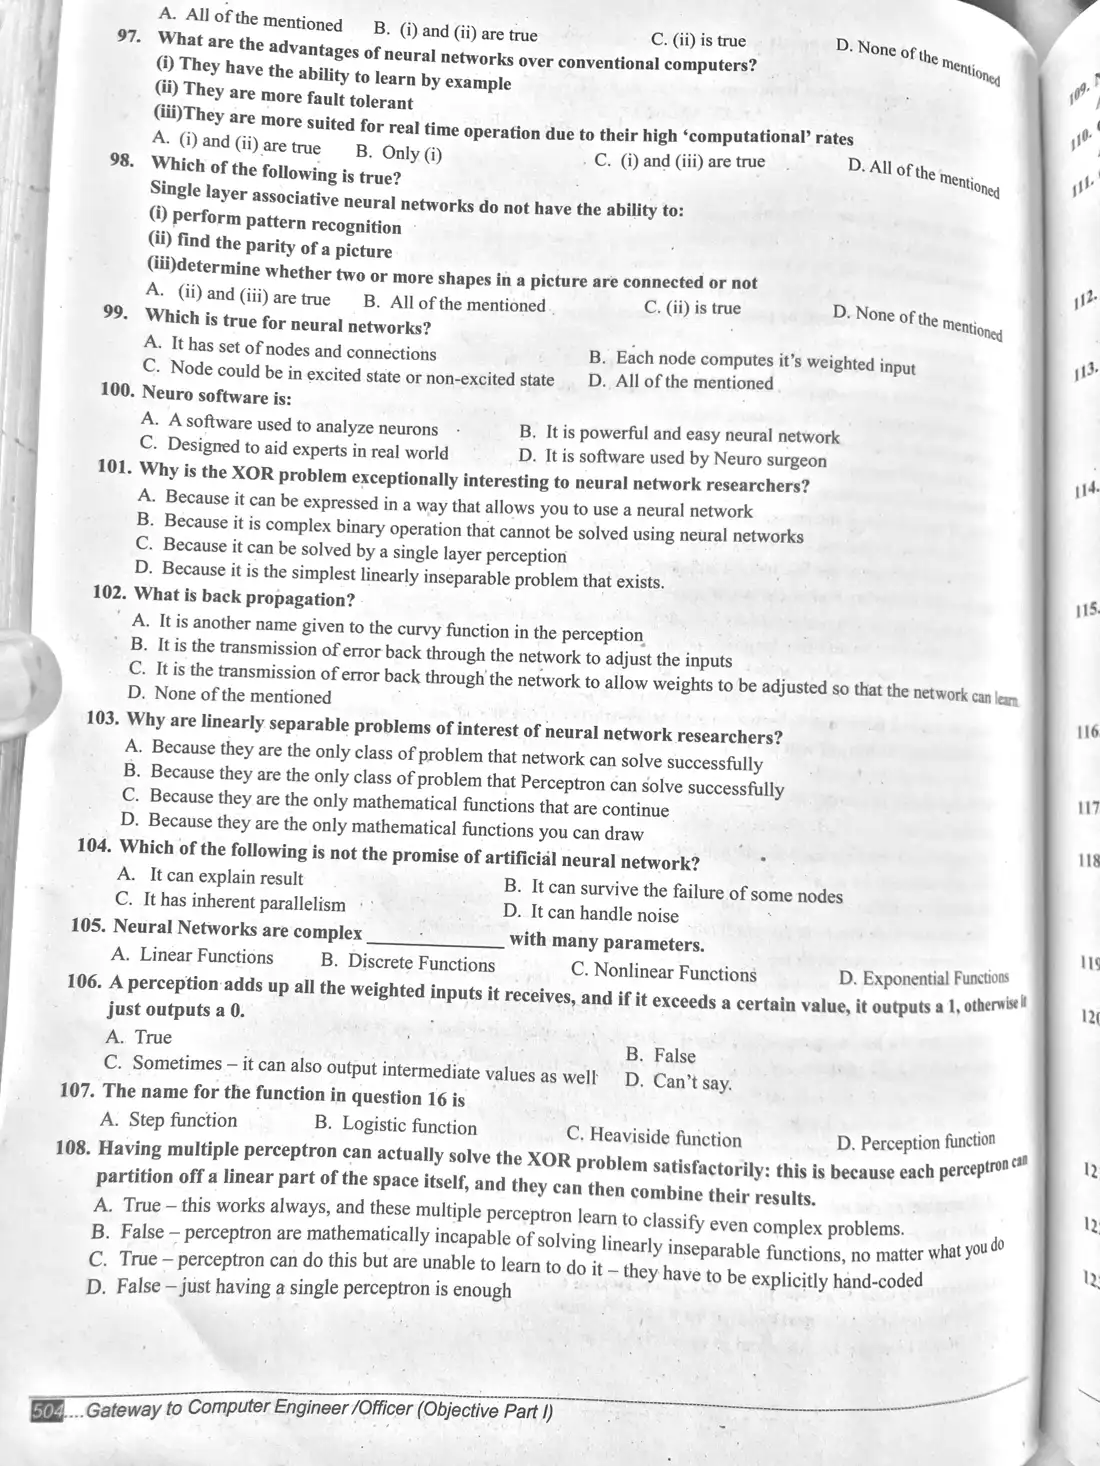 A. All of the mentioned B. (i) and (ii) are true C. (ii) is true D. None of the mentioned
97. What are the advantages of neural networks over conventional computers?
(i) They have the ability to learn by example
(ii) They are more fault tolerant
(iii)They are more suited for real time operation due to their high ‘computational’ rates
A. (i) and (ii) are true B. Only (i) C. (i) and (iii) are true D. All of the mentioned
98. Which of the following is true?
Single layer associative neural networks do not have the ability to:
(i) perform pattern recognition
(ii) find the parity of a picture
(iii)determine whether two or more shapes in a picture are connected or not
A. (ii) and (iii) are true B. All of the mentioned C. (ii) is true D. None of the mentioned
99. Which is true for neural networks?
A. It has set of nodes and connections B. Each node computes it’s weighted input
C. Node could be in excited state or non-excited state D. All of the mentioned
100. Neuro software is:
A. A software used to analyze neurons B. It is powerful and easy neural network
C. Designed to aid experts in real world D. It is software used by Neuro surgeon
101. Why is the XOR problem exceptionally interesting to neural network researchers?
A. Because it can be expressed in a way that allows you to use a neural network
B. Because it is complex binary operation that cannot be solved using neural networks
C. Because it can be solved by a single layer perception
D. Because it is the simplest linearly inseparable problem that exists.
102. What is back propagation?
A. It is another name given to the curvy function in the perception
B. It is the transmission of error back through the network to adjust the inputs
C. It is the transmission of error back through the network to allow weights to be adjusted so that the network can learn.
D. None of the mentioned
103. Why are linearly separable problems of interest of neural network researchers?
A. Because they are the only class of problem that network can solve successfully
B. Because they are the only class of problem that Perceptron can solve successfully
C. Because they are the only mathematical functions that are continue
D. Because they are the only mathematical functions you can draw
104. Which of the following is not the promise of artificial neural network?
A. It can explain result B. It can survive the failure of some nodes
C. It has inherent parallelism D. It can handle noise
105. Neural Networks are complex ______________ with many parameters.
A. Linear Functions B. Discrete Functions C. Nonlinear Functions D. Exponential Functions
106. A perception adds up all the weighted inputs it receives, and if it exceeds a certain value, it outputs a 1, otherwise it
just outputs a 0.
A. True B. False
C. Sometimes – it can also output intermediate values as well D. Can’t say.
107. The name for the function in question 16 is
A. Step function B. Logistic function C. Heaviside function D. Perception function
108. Having multiple perceptron can actually solve the XOR problem satisfactorily: this is because each perceptron can
partition off a linear part of the space itself, and they can then combine their results.
A. True – this works always, and these multiple perceptron learn to classify even complex problems.
B. False – perceptron are mathematically incapable of solving linearly inseparable functions, no matter what you do
C. True – perceptron can do this but are unable to learn to do it – they have to be explicitly hand-coded
D. False – just having a single perceptron is enough
504....Gateway to Computer Engineer /Officer (Objective Part I)
109.
110.
111.
112.
113.
114.
115.
116
117
118